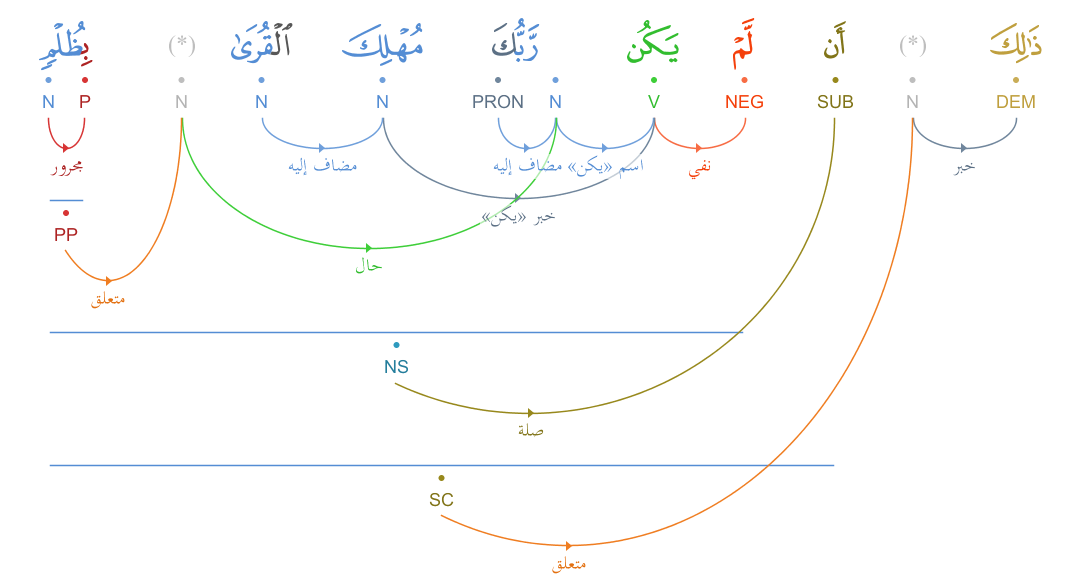 ذَٰلِكَ (*) أَن لَّمْ يَكُن رَّبُّكَ مُهْلِكَ ٱلْقُرَىٰ (*) بِظُلْمٍ
DEM N SUB NEG V N PRON N N N P N
خبر نفي اسم «يكن» مضاف إليه مضاف إليه مجرور
خبر «يكن»
PP
حال
متعلق
NS
صلة
SC
متعلق